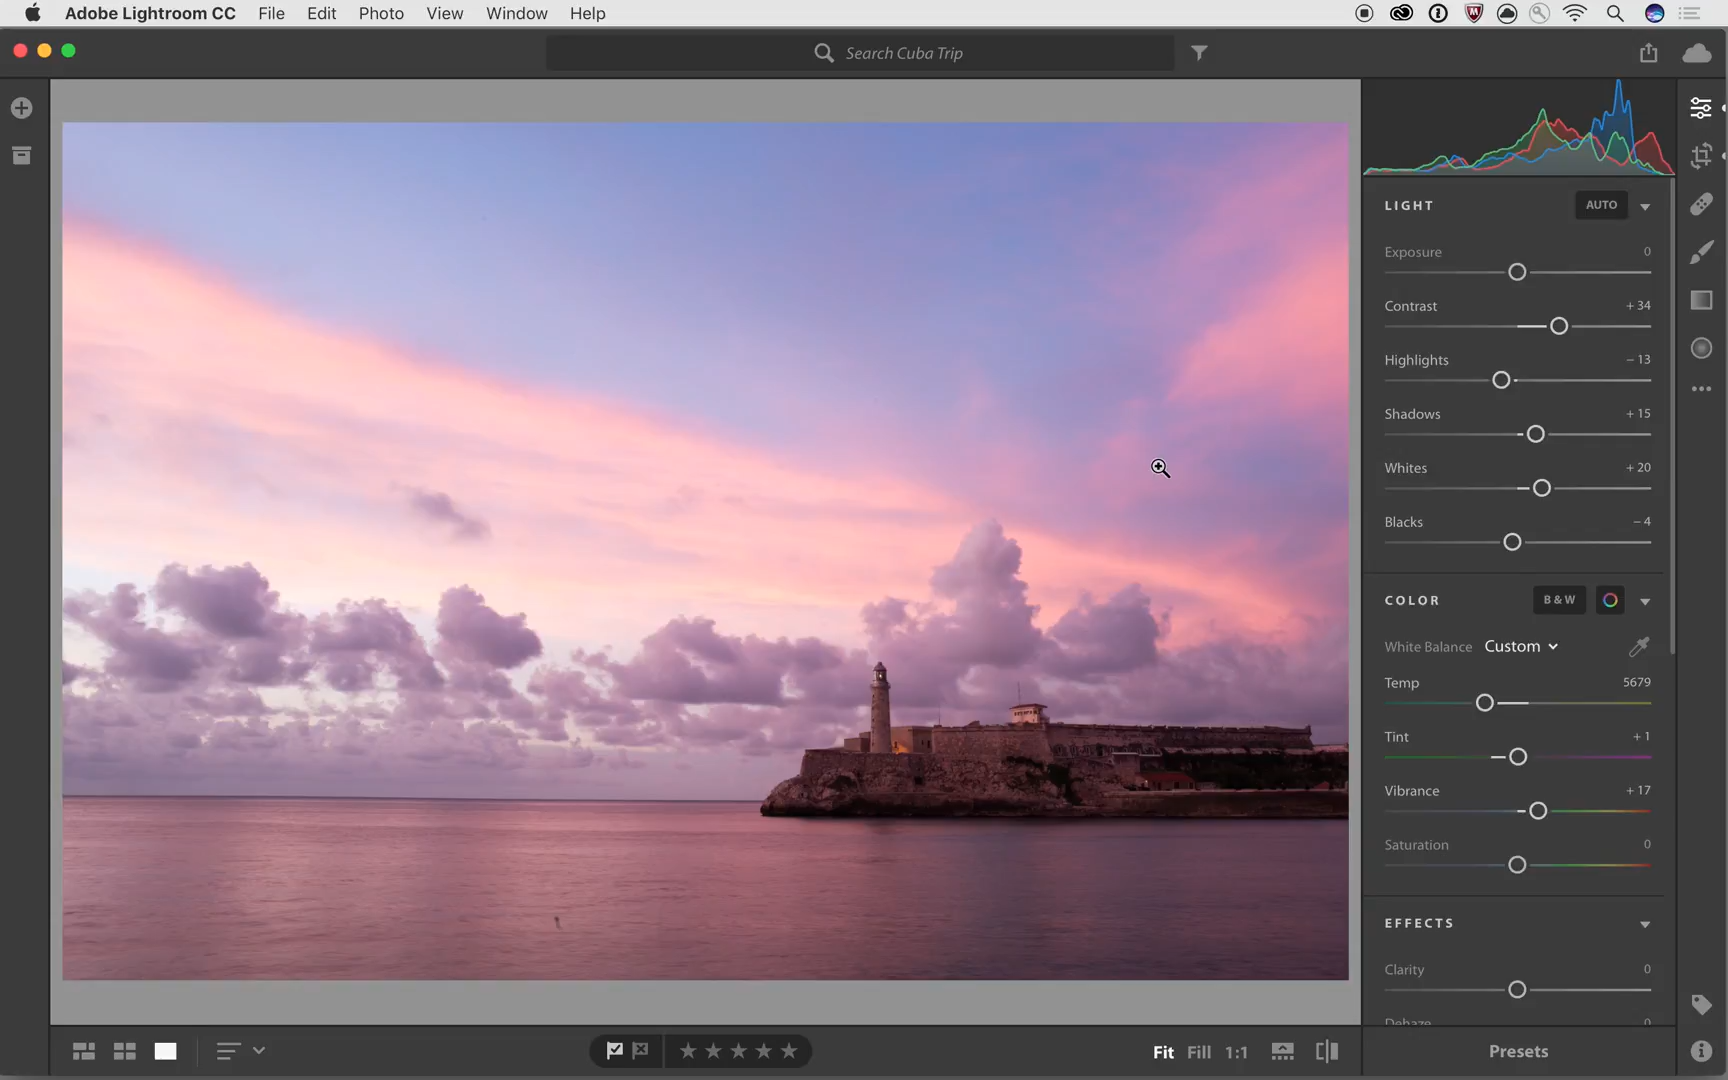 Adobe Lightroom CC File Edit Photo View Window Help
Search Cuba Trip
LIGHT AUTO
Exposure 0
Contrast + 34
Highlights – 13
Shadows + 15
Whites + 20
Blacks – 4
COLOR B & W
White Balance Custom
Temp 5679
Tint + 1
Vibrance + 17
Saturation 0
EFFECTS
Clarity 0
Dehaze 0
Fit Fill 1:1 Presets